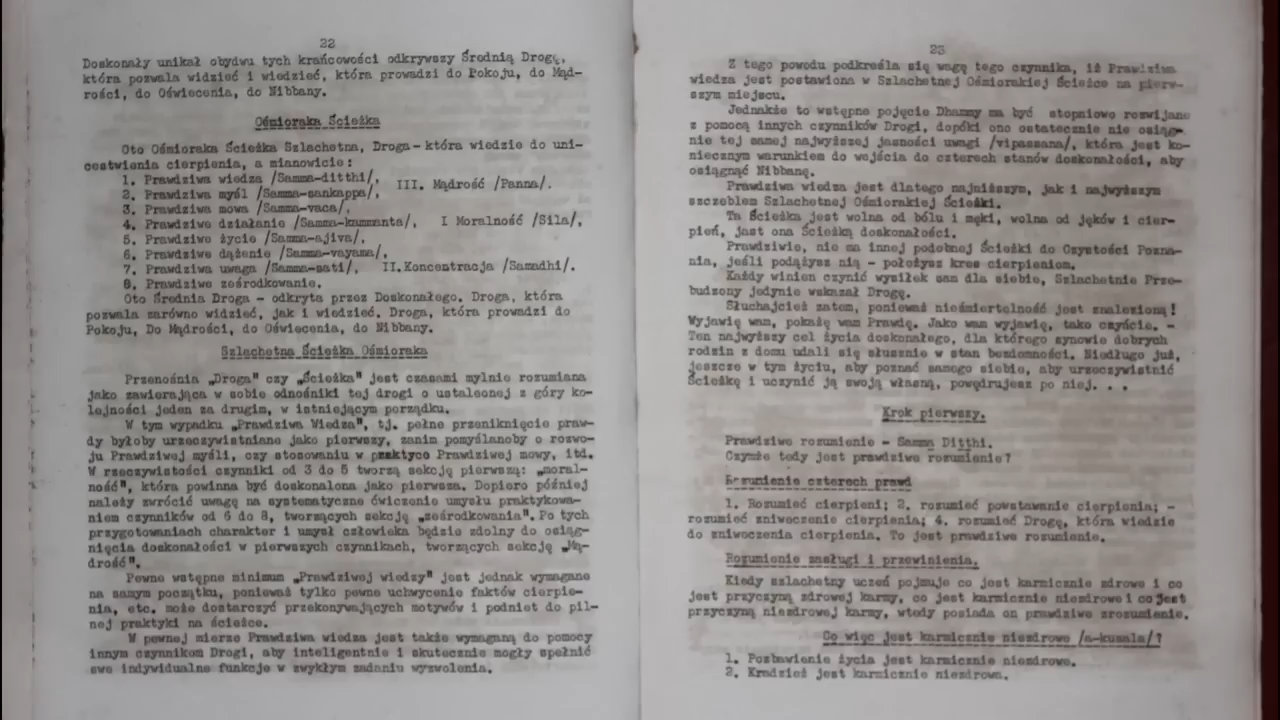 22
Doskonały unikał obydwu tych krańcowości odkrywszy Średnią Drogę,
która pozwala widzieć i wiedzieć, która prowadzi do Pokoju, do Mąd-
rości, do Oświecenia, do Nibbany.
Ośmioraka Ścieżka
Oto Ośmioraka Ścieżka Szlachetna, Droga - która wiedzie do uni-
cestwienia cierpienia, a mianowicie:
1. Prawdziwa wiedza /Samma-ditthi/,
2. Prawdziwa myśl /Samma-sankappa/, III. Mądrość /Panna/.
3. Prawdziwa mowa /Samma-vaca/,
4. Prawdziwe działanie /Samma-kammanta/, I Moralność /Sila/,
5. Prawdziwe życie /Samma-ajiva/,
6. Prawdziwe dążenie /Samma-vayama/,
7. Prawdziwa uwaga /Samma-sati/, II.Koncentracja /Samadhi/.
8. Prawdziwe ześrodkowanie.
Oto Średnia Droga - odkryta przez Doskonałego. Droga, która
pozwala zarówno widzieć, jak i wiedzieć. Droga, która prowadzi do
Pokoju, Do Mądrości, do Oświecenia, do Nibbany.
Szlachetna Ścieżka Ośmioraka
Przenośnia „Droga" czy „Ścieżka" jest czasami mylnie rozumiana
jako zawierająca w sobie odnośniki tej drogi o ustalonej z góry ko-
lejności jeden za drugim, w istniejącym porządku.
W tym wypadku „Prawdziwa Wiedza", tj. pełne przeniknięcie praw-
dy byłoby urzeczywistniane jako pierwszy, zanim pomyślanoby o rozwo-
ju Prawdziwej myśli, czy stosowaniu w praktyce Prawdziwej mowy, itd.
W rzeczywistości czynniki od 3 do 5 tworzą sekcję pierwszą: „moral-
ność", która powinna być doskonalona jako pierwsza. Dopiero później
należy zwrócić uwagę na systematyczne ćwiczenie umysłu praktykowa-
niem czynników od 6 do 8, tworzących sekcję „ześrodkowania". Po tych
przygotowaniach charakter i umysł człowieka będzie zdolny do osiąg-
nięcia doskonałości w pierwszych czynnikach, tworzących sekcję „Mą-
drość".
Pewne wstępne minimum „Prawdziwej wiedzy" jest jednak wymagane
na samym początku, ponieważ tylko pewne uchwycenie faktów cierpie-
nia, etc. może dostarczyć przekonywających motywów i podniet do pil-
nej praktyki na ścieżce.
W pewnej mierze Prawdziwa wiedza jest także wymaganą do pomocy
innym czynnikom Drogi, aby inteligentnie i skutecznie mogły spełnić
swe indywidualne funkcje w zwykłym zadaniu wyzwolenia.
23
Z tego powodu podkreśla się wagę tego czynnika, iż Prawdziwa
wiedza jest postawiona w Szlachetnej Ośmiorakiej Ścieżce na pierw-
szym miejscu.
Jednakże to wstępne pojęcie Dhammy ma być stopniowo rozwijane
z pomocą innych czynników Drogi, dopóki ono ostatecznie nie osiąg-
nie tej samej najwyższej jasności uwagi /vipassana/, która jest ko-
niecznym warunkiem do wejścia do czterech stanów doskonałości, aby
osiągnąć Nibbanę.
Prawdziwa wiedza jest dlatego najniższym, jak i najwyższym
szczeblem Szlachetnej Ośmiorakiej Ścieżki.
Ta Ścieżka jest wolna od bólu i męki, wolna od jęków i cier-
pień, jest ona Ścieżką doskonałości.
Prawdziwie, nie ma innej podobnej Ścieżki do Czystości Pozna-
nia, jeśli podążysz nią - położysz kres cierpieniom.
Każdy winien czynić wysiłek sam dla siebie, Szlachetnie Prze-
budzony jedynie wskazał Drogę.
Słuchajcież zatem, ponieważ nieśmiertelność jest znalezioną!
Wyjawię wam, pokażę wam Prawdę. Jako wam wyjawię, tako czyńcie. -
Ten najwyższy cel życia doskonałego, dla którego synowie dobrych
rodzin z domu udali się słusznie w stan bezdomności. Niedługo już,
jeszcze w tym życiu, aby poznać samego siebie, aby urzeczywistnić
Ścieżkę i uczynić ją swoją własną, powędrujesz po niej. . .
Krok pierwszy.
Prawdziwe rozumienie - Samma Ditthi.
Czymże tedy jest prawdziwe rozumienie?
Rozumienie czterech prawd
1. Rozumieć cierpieni; 2. rozumieć powstawanie cierpienia; -
rozumieć zniweczenie cierpienia; 4. rozumieć Drogę, która wiedzie
do zniweczenia cierpienia. To jest prawdziwe rozumienie.
Rozumienie zasługi i przewinienia.
Kiedy szlachetny uczeń pojmuje co jest karmicznie zdrowe i co
jest przyczyną zdrowej karmy, co jest karmicznie niezdrowe i co jest
przyczyną niezdrowej karmy, wtedy posiada on prawdziwe zrozumienie.
Co więc jest karmicznie niezdrowe /a-kusala/?
1. Pozbawienie życia jest karmicznie niezdrowe.
2. Kradzież jest karmicznie niezdrowa.